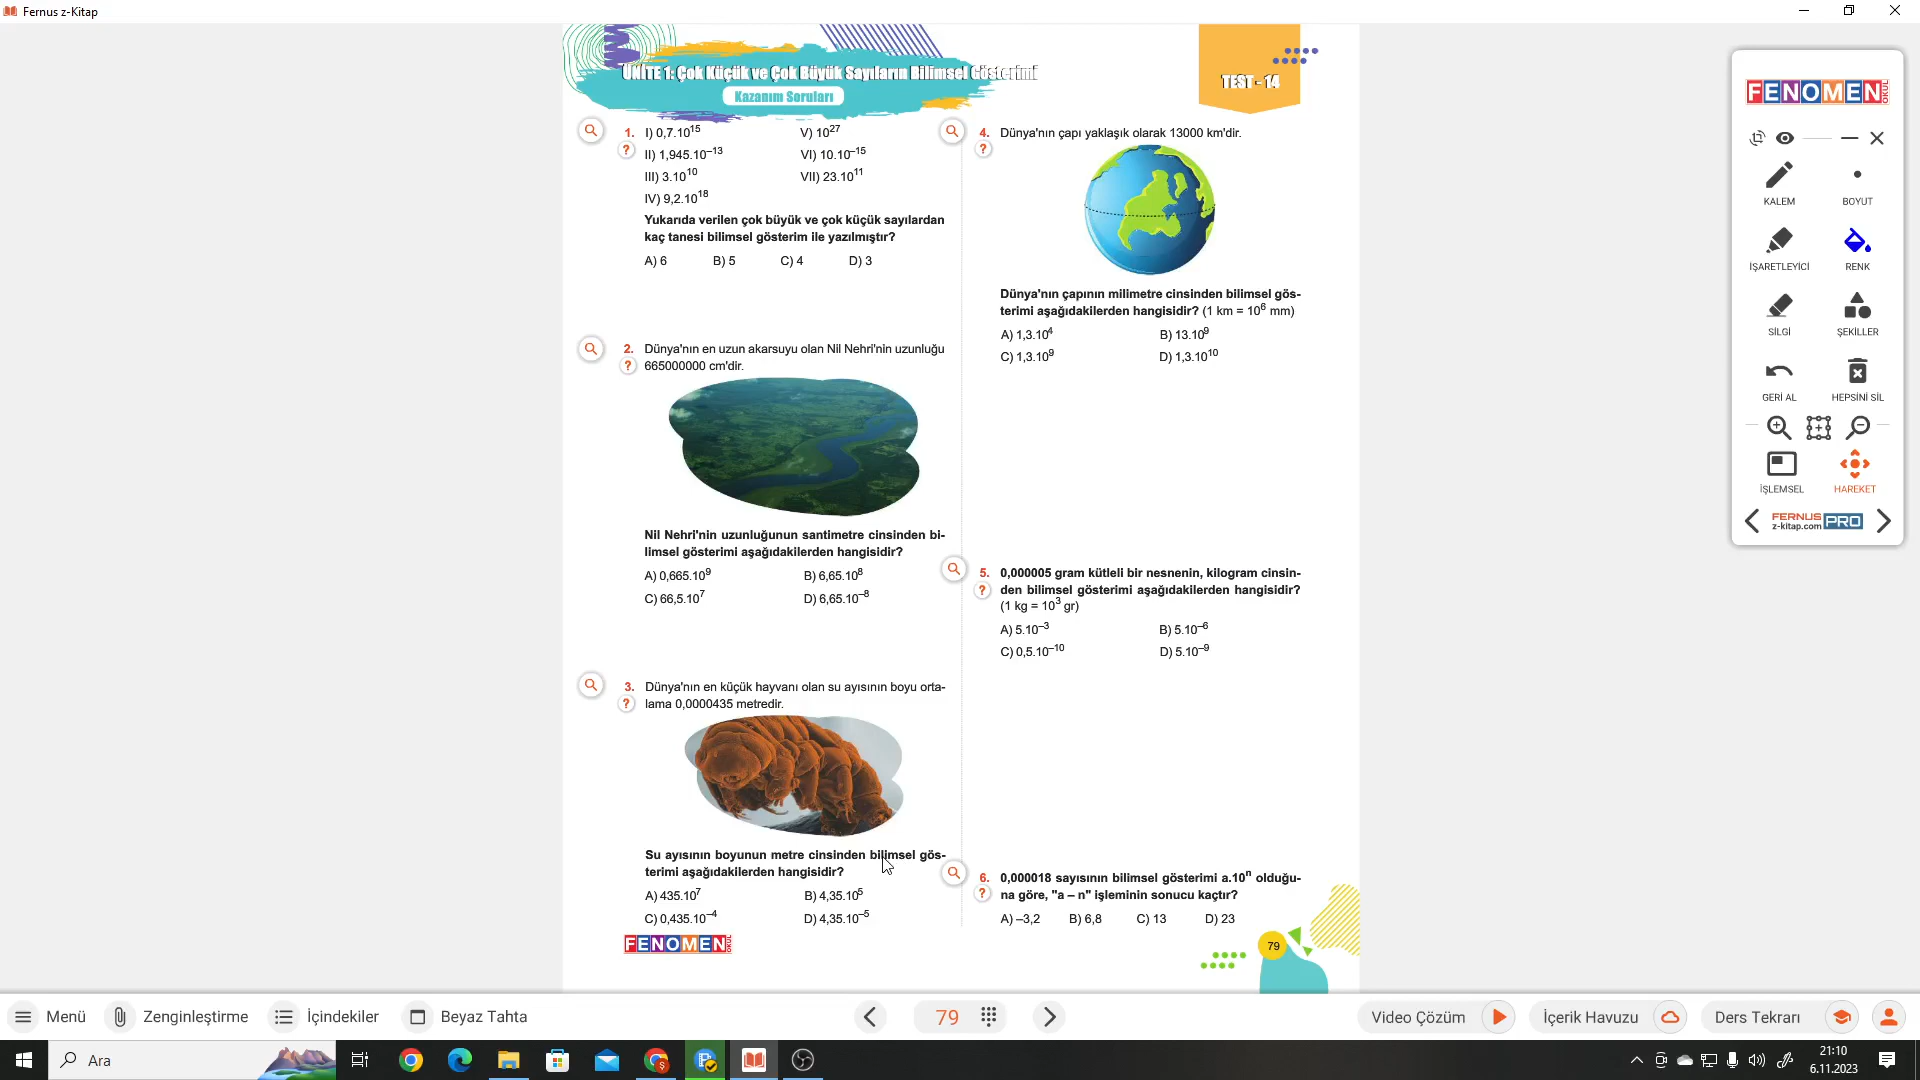 Fernus z-Kitap
ÜNİTE 1: Çok Küçük ve Çok Büyük Sayıların Bilimsel Gösterimi
Kazanım Soruları
TEST - 14
1. I) 0,7.10^15
V) 10^27
?
II) 1,945.10^–13
VI) 10.10^–15
III) 3.10^10
VII) 23.10^11
IV) 9,2.10^18
Yukarıda verilen çok büyük ve çok küçük sayılardan
kaç tanesi bilimsel gösterim ile yazılmıştır?
A) 6 B) 5 C) 4 D) 3
2. Dünya'nın en uzun akarsuyu olan Nil Nehri'nin uzunluğu
? 665000000 cm'dir.
Nil Nehri'nin uzunluğunun santimetre cinsinden bi-
limsel gösterimi aşağıdakilerden hangisidir?
A) 0,665.10^9 B) 6,65.10^8
C) 66,5.10^7 D) 6,65.10^–8
3. Dünya'nın en küçük hayvanı olan su ayısının boyu orta-
? lama 0,0000435 metredir.
Su ayısının boyunun metre cinsinden bilimsel gös-
terimi aşağıdakilerden hangisidir?
A) 435.10^7 B) 4,35.10^5
C) 0,435.10^–4 D) 4,35.10^–5
FENOMEN OKUL
4. Dünya'nın çapı yaklaşık olarak 13000 km'dir.
?
Dünya'nın çapının milimetre cinsinden bilimsel gös-
terimi aşağıdakilerden hangisidir? (1 km = 10^6 mm)
A) 1,3.10^4 B) 13.10^9
C) 1,3.10^9 D) 1,3.10^10
5. 0,000005 gram kütleli bir nesnenin, kilogram cinsin-
? den bilimsel gösterimi aşağıdakilerden hangisidir?
(1 kg = 10^3 gr)
A) 5.10^–3 B) 5.10^–6
C) 0,5.10^–10 D) 5.10^–9
6. 0,000018 sayısının bilimsel gösterimi a.10^n olduğu-
? na göre, "a – n" işleminin sonucu kaçtır?
A) –3,2 B) 6,8 C) 13 D) 23
79
FENOMEN OKUL
KALEM BOYUT
İŞARETLEYİCİ RENK
SİLGİ ŞEKİLLER
GERİ AL HEPSİNİ SİL
İŞLEMSEL HAREKET
FERNUS
z-kitap.com PRO
Menü Zenginleştirme İçindekiler Beyaz Tahta 79 Video Çözüm İçerik Havuzu Ders Tekrarı
Ara
21:10
6.11.2023